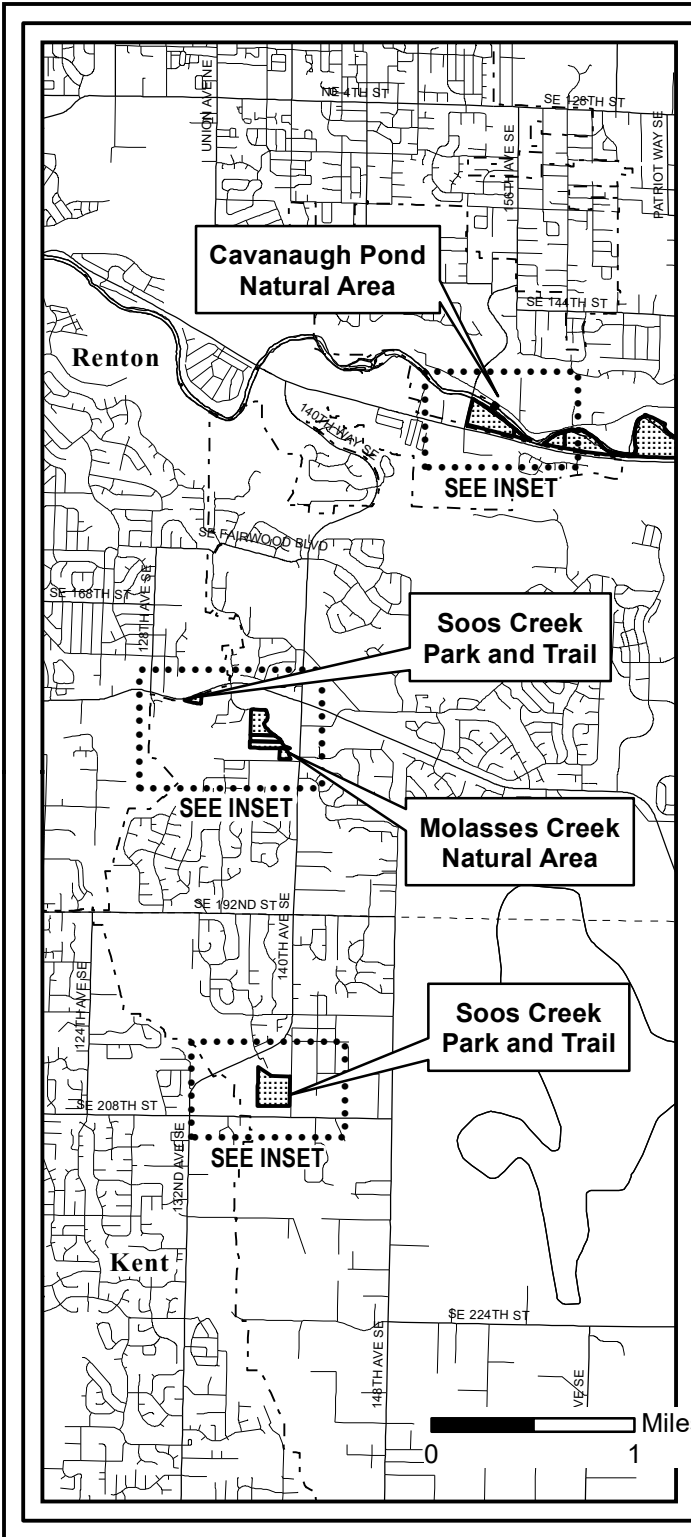 UNION AVE NE
NE 4TH ST
SE 128TH ST
156TH AVE SE
PATRIOT WAY SE
Cavanaugh Pond
Natural Area
SE 144TH ST
Renton
140TH WAY SE
SEE INSET
SE FAIRWOOD BLVD
SE 168TH ST
128TH AVE SE
Soos Creek
Park and Trail
SEE INSET
Molasses Creek
Natural Area
SE 192ND ST
140TH AVE SE
124TH AVE SE
Soos Creek
Park and Trail
SE 208TH ST
132ND AVE SE
SEE INSET
Kent
SE 224TH ST
148TH AVE SE
VE SE
Mile
0
1